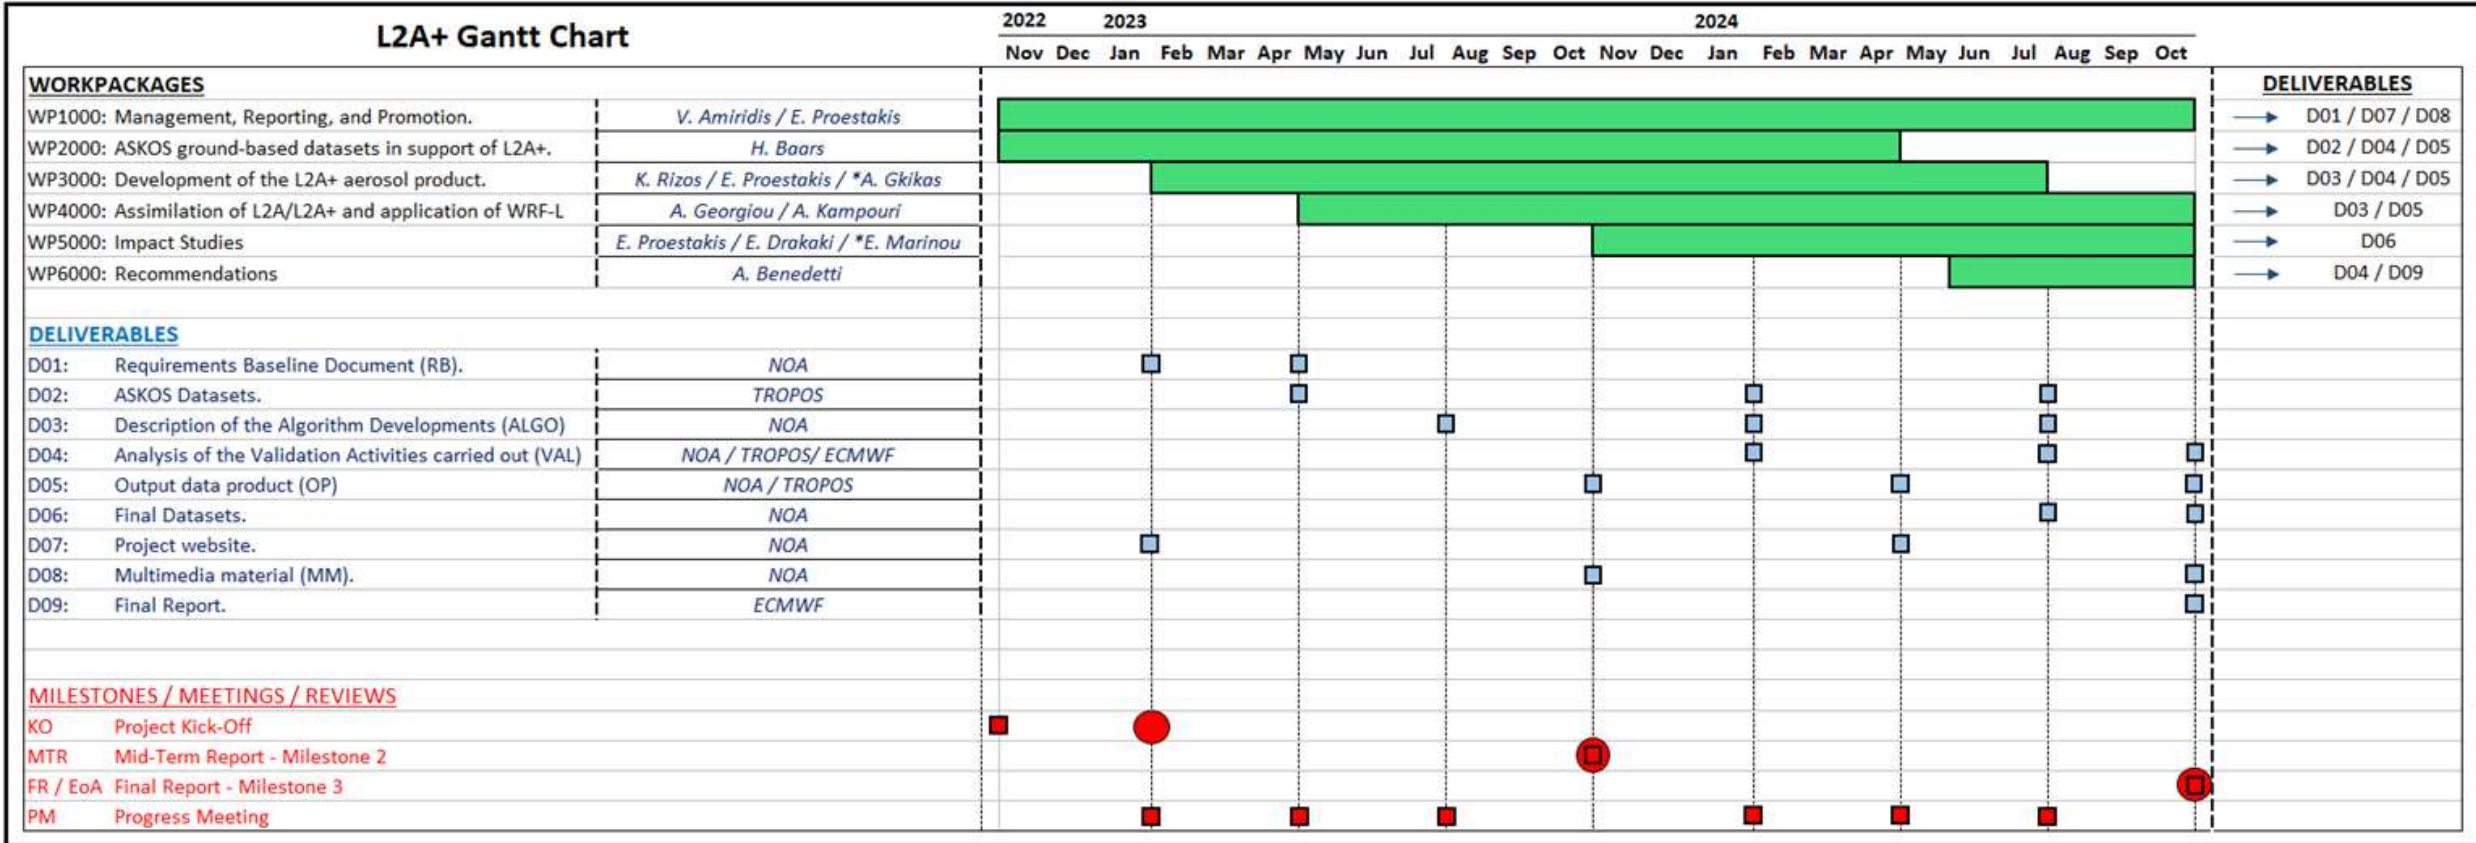 L2A+ Gantt Chart
2022 2023 2024
Nov Dec Jan Feb Mar Apr May Jun Jul Aug Sep Oct Nov Dec Jan Feb Mar Apr May Jun Jul Aug Sep Oct
WORKPACKAGES DELIVERABLES
WP1000: Management, Reporting, and Promotion. V. Amiridis / E. Proestakis D01 / D07 / D08
WP2000: ASKOS ground-based datasets in support of L2A+. H. Baars D02 / D04 / D05
WP3000: Development of the L2A+ aerosol product. K. Rizos / E. Proestakis / *A. Gkikas D03 / D04 / D05
WP4000: Assimilation of L2A/L2A+ and application of WRF-L A. Georgiou / A. Kampouri D03 / D05
WP5000: Impact Studies E. Proestakis / E. Drakaki / *E. Marinou D06
WP6000: Recommendations A. Benedetti D04 / D09
DELIVERABLES
D01: Requirements Baseline Document (RB). NOA
D02: ASKOS Datasets. TROPOS
D03: Description of the Algorithm Developments (ALGO) NOA
D04: Analysis of the Validation Activities carried out (VAL) NOA / TROPOS/ ECMWF
D05: Output data product (OP) NOA / TROPOS
D06: Final Datasets. NOA
D07: Project website. NOA
D08: Multimedia material (MM). NOA
D09: Final Report. ECMWF
MILESTONES / MEETINGS / REVIEWS
KO Project Kick-Off
MTR Mid-Term Report - Milestone 2
FR / EoA Final Report - Milestone 3
PM Progress Meeting